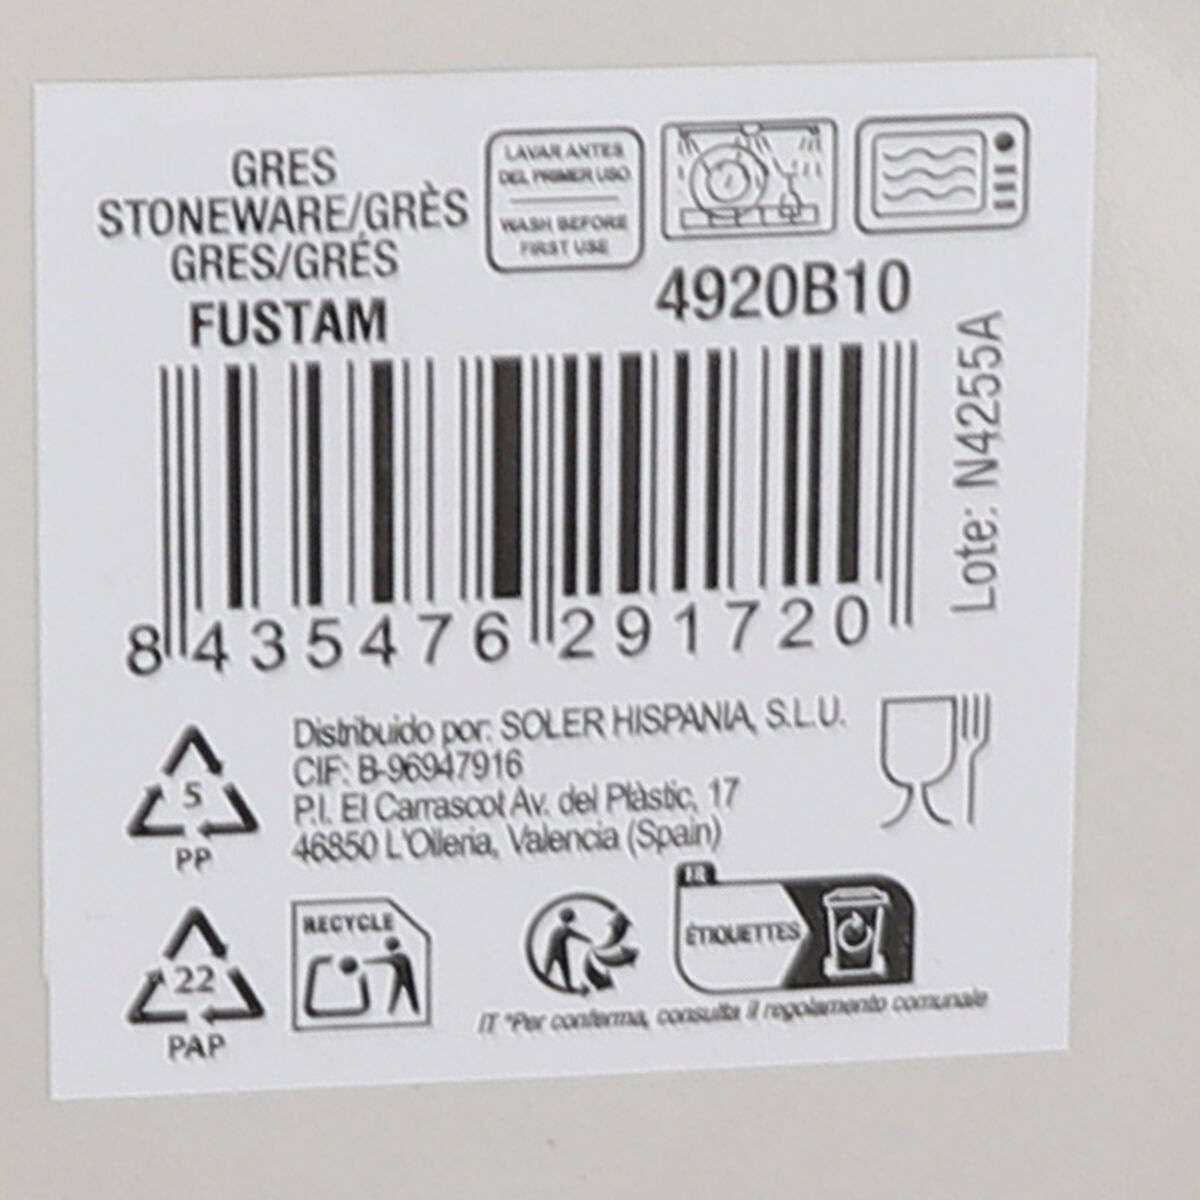 GRES
STONEWARE/GRÈS
GRES/GRÉS
FUSTAM
LAVAR ANTES
DEL PRIMER USO
WASH BEFORE
FIRST USE
4920B10
Lote: N4255A
8 435476 291720
5
PP
Distribuido por: SOLER HISPANIA, S.L.U.
CIF: B-96947916
P.I. El Carrascot Av. del Plàstic, 17
46850 L'Olleria, Valencia (Spain)
22
PAP
RECYCLE
FR
ÉTIQUETTES
IT *Per conferma, consulta il regolamento comunale